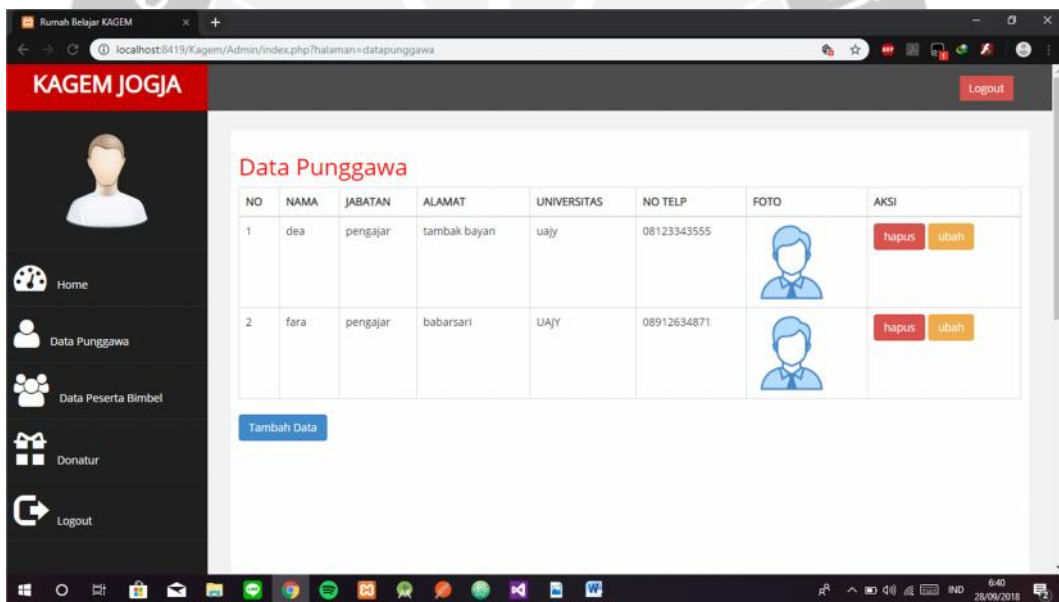 Rumah Belajar KAGEM
localhost:8419/Kagem/Admin/index.php?halaman=datapunggawa
KAGEM JOGJA
Logout
Home
Data Punggawa
Data Peserta Bimbel
Donatur
Logout
Data Punggawa
NO NAMA JABATAN ALAMAT UNIVERSITAS NO TELP FOTO AKSI
1 dea pengajar tambak bayan uajy 08123343555 hapus ubah
2 fara pengajar babarsari UAJY 08912634871 hapus ubah
Tambah Data
IND
6:40
28/09/2018